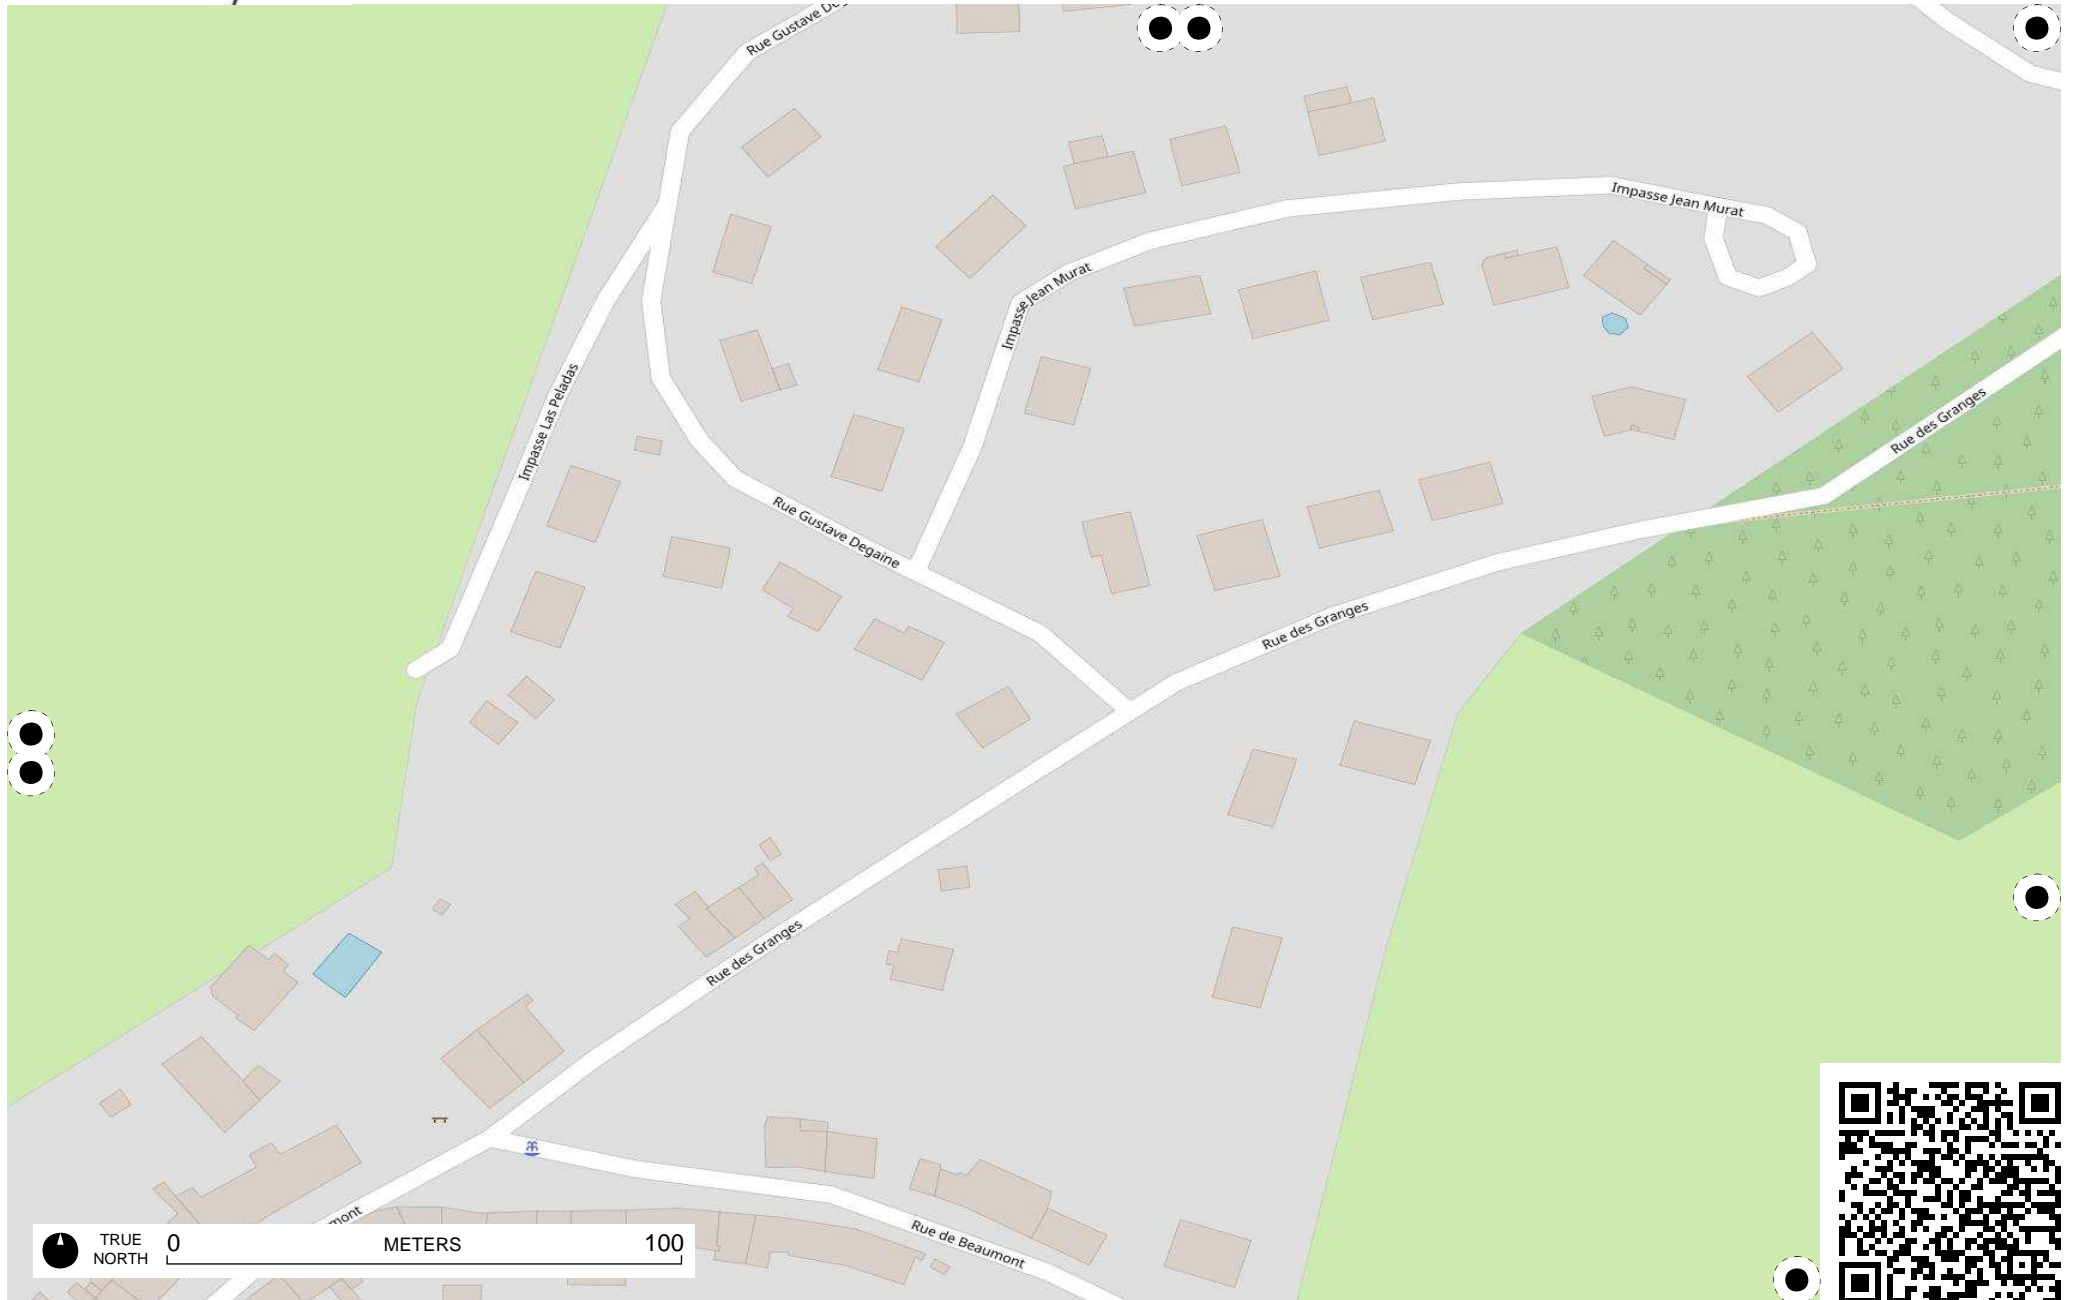 Rue Gustave De
Impasse Jean Murat
Impasse Jean Murat
Impasse Las Peladas
Rue des Granges
Rue Gustave Degaine
Rue des Granges
Rue des Granges
mont
Rue de Beaumont
TRUE
NORTH
0 METERS 100